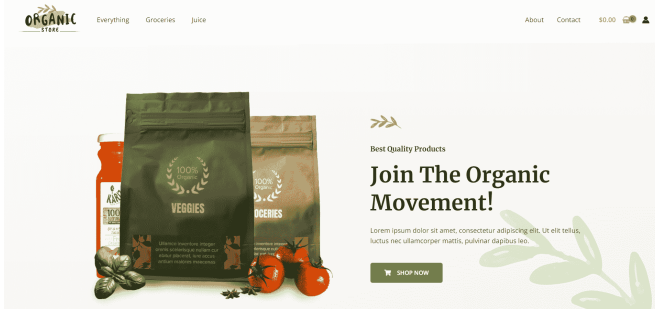 ORGANIC
STORE
Everything
Groceries
Juice
About
Contact
$0.00
0
Best Quality Products
Join The Organic
Movement!
Lorem ipsum dolor sit amet, consectetur adipiscing elit. Ut elit tellus,
luctus nec ullamcorper mattis, pulvinar dapibus leo.
SHOP NOW
100%
Organic
VEGGIES
100%
Organic